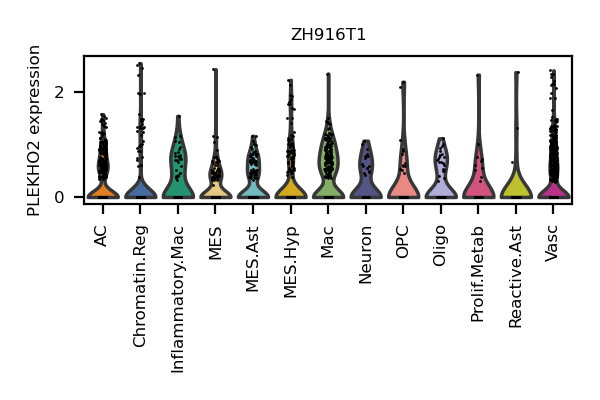 ZH916T1
PLEKHO2 expression
2
0
AC
Chromatin.Reg
Inflammatory.Mac
MES
MES.Ast
MES.Hyp
Mac
Neuron
OPC
Oligo
Prolif.Metab
Reactive.Ast
Vasc